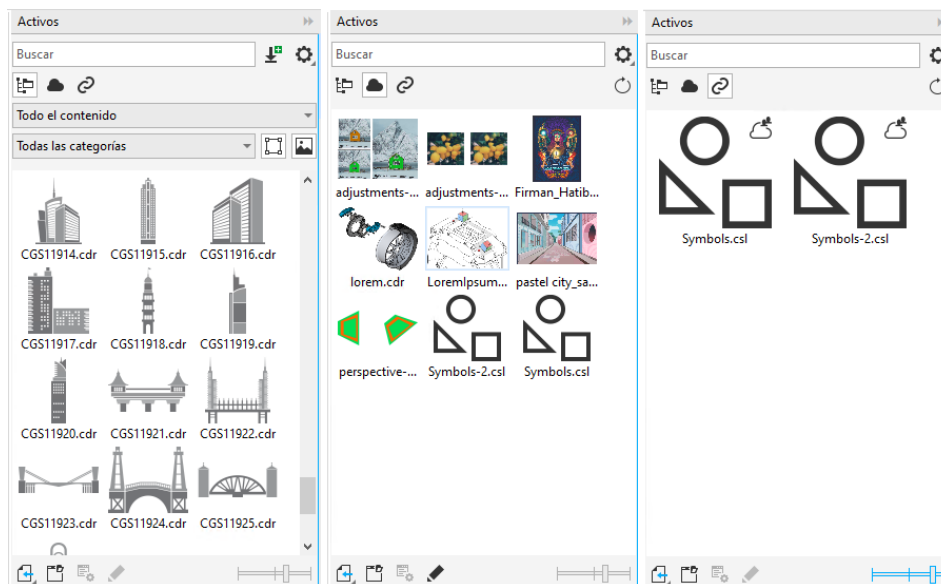 Activos
Buscar
Todo el contenido
Todas las categorías
CGS11914.cdr CGS11915.cdr CGS11916.cdr
CGS11917.cdr CGS11918.cdr CGS11919.cdr
CGS11920.cdr CGS11921.cdr CGS11922.cdr
CGS11923.cdr CGS11924.cdr CGS11925.cdr
Activos
Buscar
adjustments-... adjustments-... Firman_Hatib...
lorem.cdr LoremIpsum... pastel city_sa...
perspective-... Symbols-2.csl Symbols.csl
Activos
Buscar
Symbols.csl Symbols-2.csl